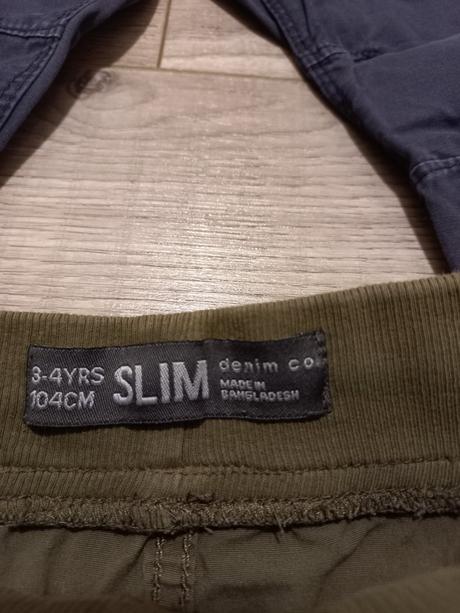 3-4YRS
104CM
SLIM
denim co
MADE IN
BANGLADESH